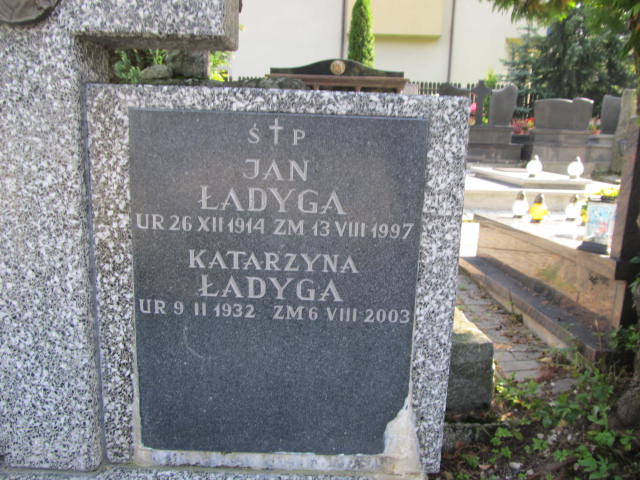 Ś † P
JAN
ŁADYGA
UR 26 XII 1914 ZM 13 VIII 1997
KATARZYNA
ŁADYGA
UR 9 II 1932 ZM 6 VIII 2003